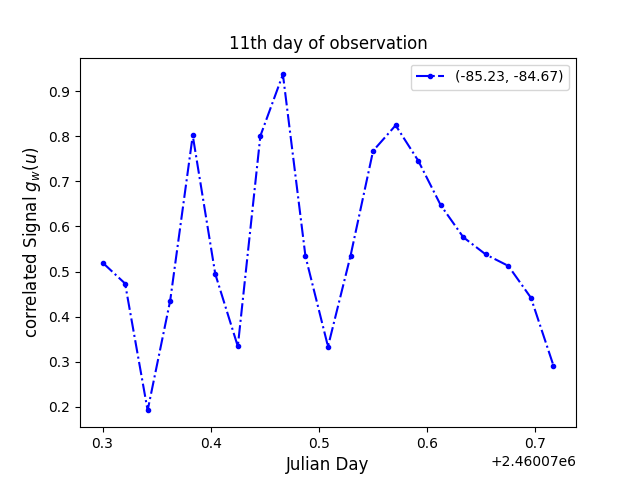 11th day of observation
(-85.23, -84.67)
correlated Signal g_w(u)
0.9
0.8
0.7
0.6
0.5
0.4
0.3
0.2
0.3 0.4 0.5 0.6 0.7
Julian Day
+2.46007e6